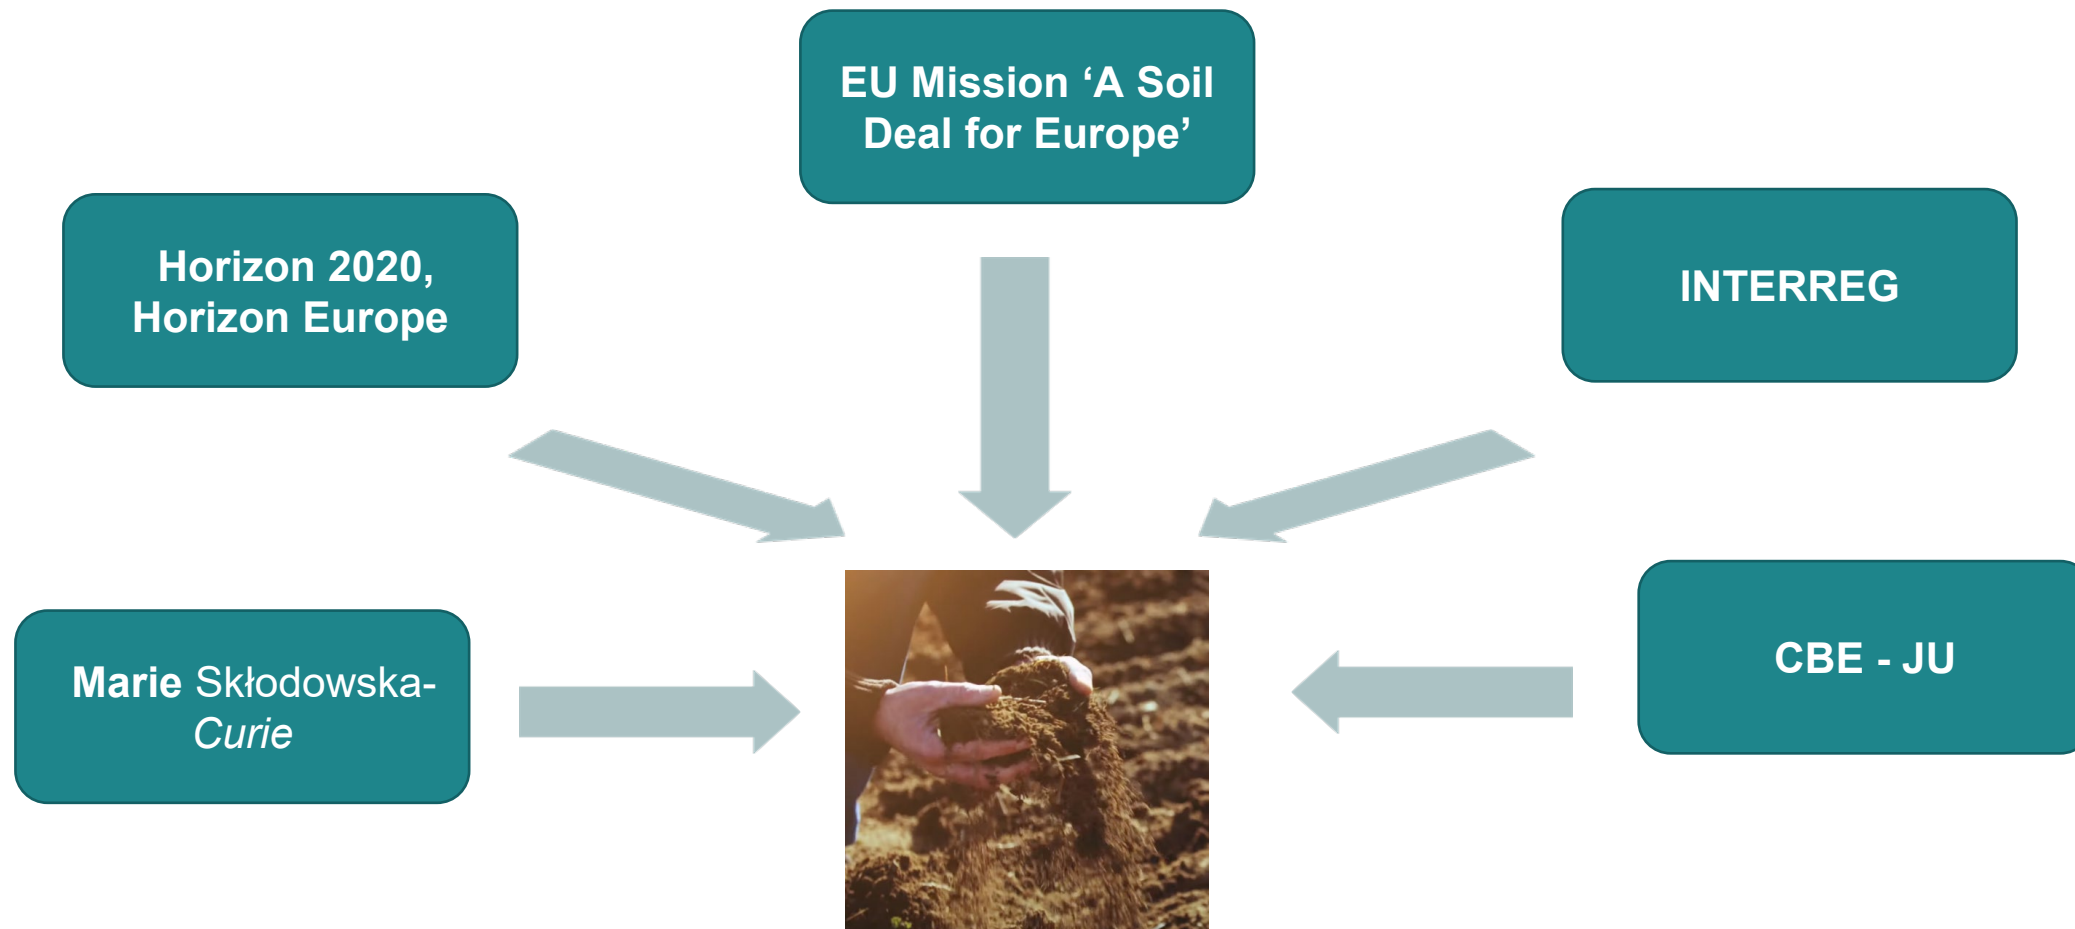 EU Mission ‘A Soil
Deal for Europe’
Horizon 2020,
Horizon Europe
INTERREG
Marie Skłodowska-
Curie
CBE - JU